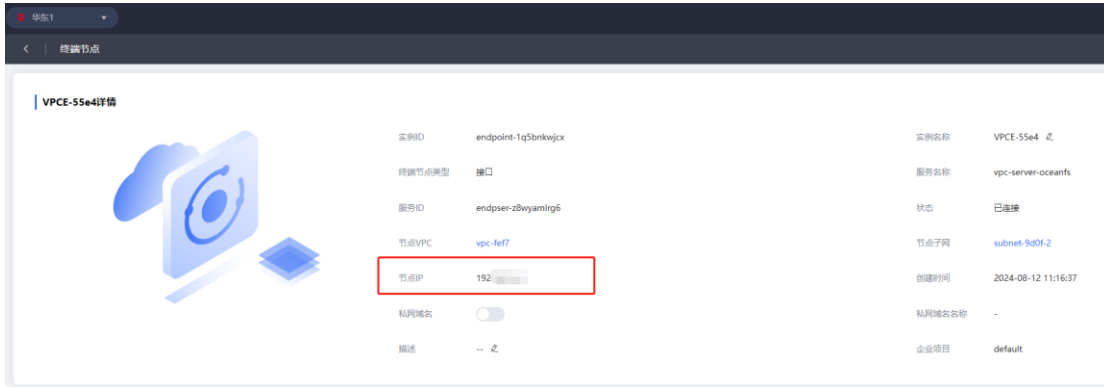 华东1
终端节点
VPCE-55e4详情
实例ID endpoint-1q5bnkwjcx 实例名称 VPCE-55e4
终端节点类型 接口 服务名称 vpc-server-oceanfs
服务ID endpser-z8wyamlrg6 状态 已连接
节点VPC vpc-fef7 节点子网 subnet-9d0f-2
节点IP 192 创建时间 2024-08-12 11:16:37
私网域名 私网域名名称 -
描述 -- 企业项目 default